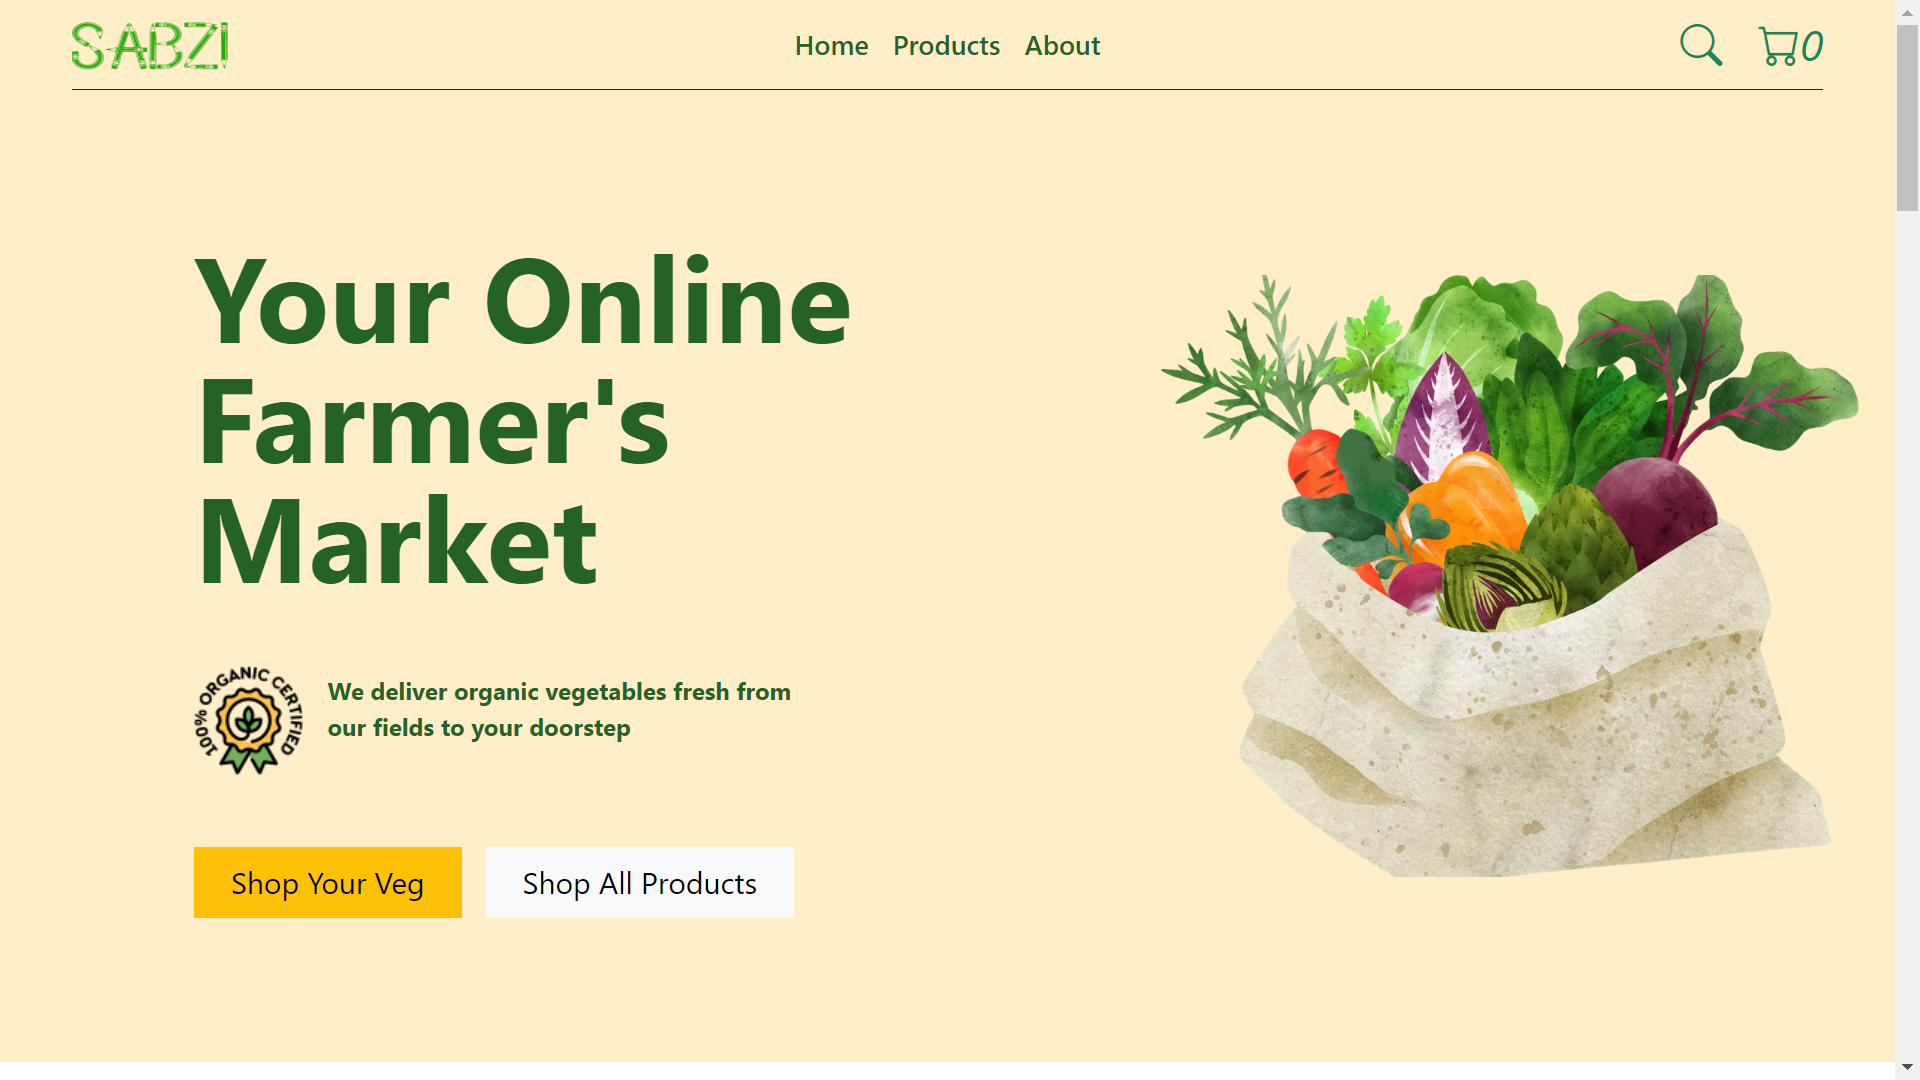 SABZI
Home Products About
0
Your Online
Farmer's
Market
100% ORGANIC CERTIFIED
We deliver organic vegetables fresh from
our fields to your doorstep
Shop Your Veg
Shop All Products